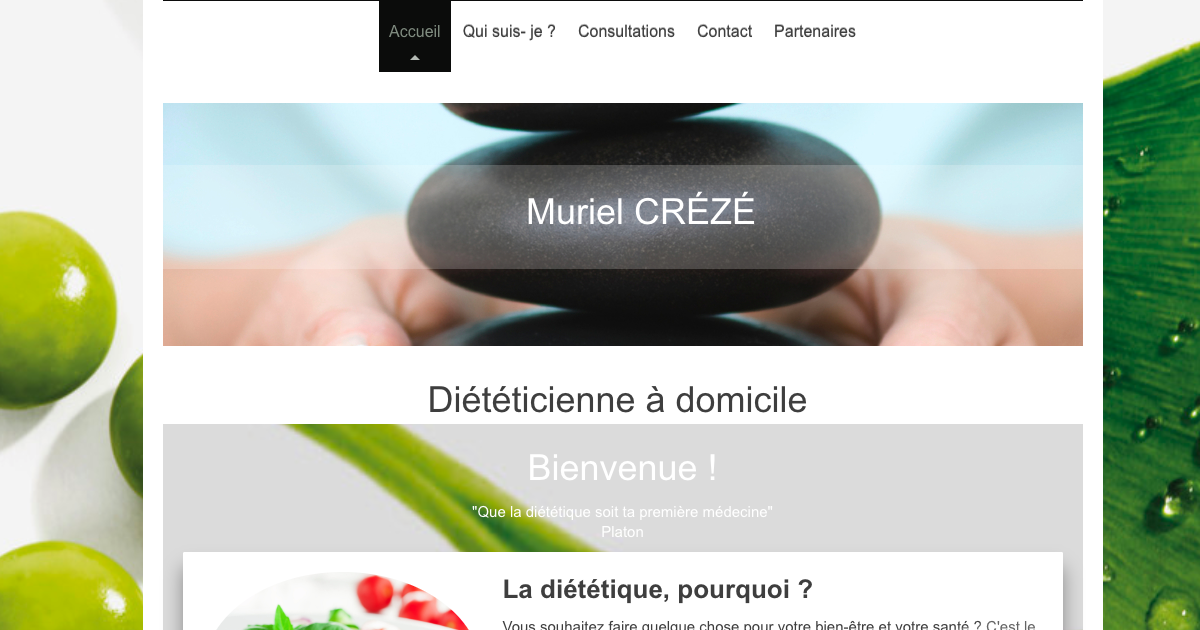 Accueil Qui suis- je ? Consultations Contact Partenaires
Muriel CRÉZÉ
Diététicienne à domicile
Bienvenue !
"Que la diététique soit ta première médecine"
Platon
La diététique, pourquoi ?
Vous souhaitez faire quelque chose pour votre bien-être et votre santé ? C'est le